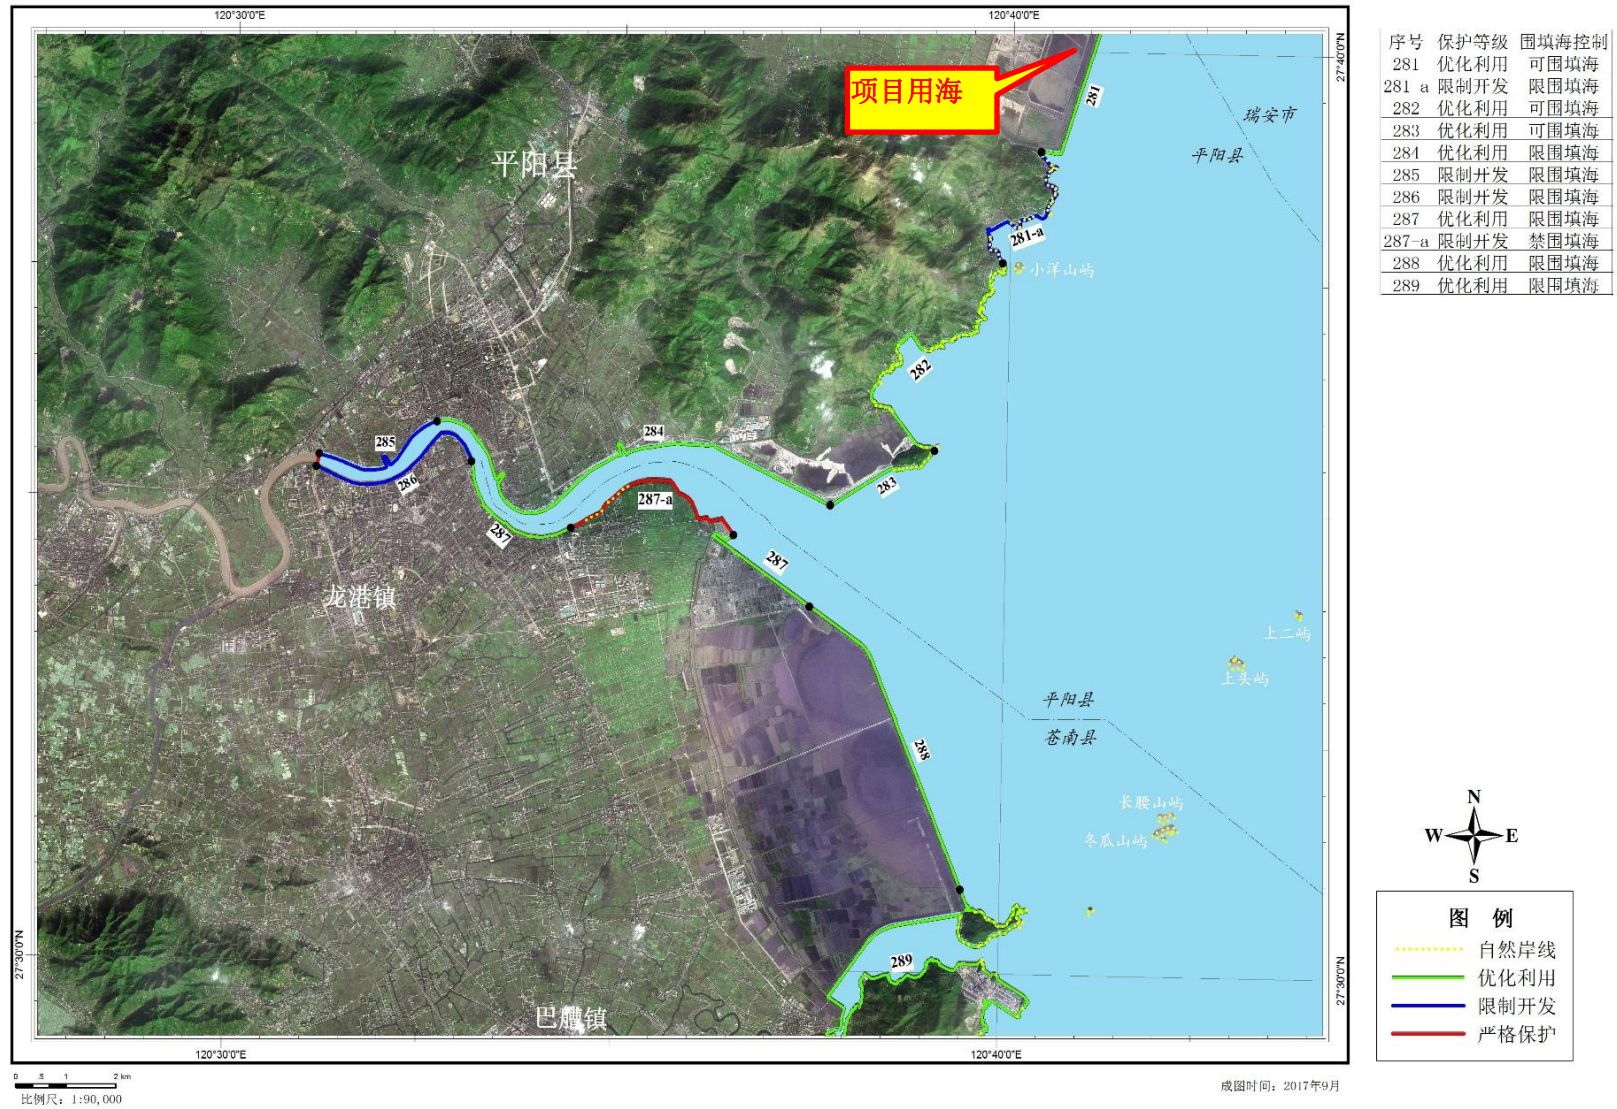 120°30'0"E
120°40'0"E
27°40'0"N
项目用海
281
瑞安市
平阳县
平阳县
281-a
小洋山屿
282
284
285
286
283
287-a
287
287
龙港镇
上二屿
上头屿
平阳县
苍南县
288
长腰山屿
冬瓜山屿
289
巴艚镇
27°30'0"N
27°30'0"N
120°30'0"E
120°40'0"E
0 .5 1 2 km
比例尺：1:90,000
成图时间：2017年9月
序号 保护等级 围填海控制
281 优化利用 可围填海
281 a 限制开发 限围填海
282 优化利用 可围填海
283 优化利用 可围填海
284 优化利用 限围填海
285 限制开发 限围填海
286 限制开发 限围填海
287 优化利用 限围填海
287-a 限制开发 禁围填海
288 优化利用 限围填海
289 优化利用 限围填海
N
W E
S
图 例
自然岸线
优化利用
限制开发
严格保护